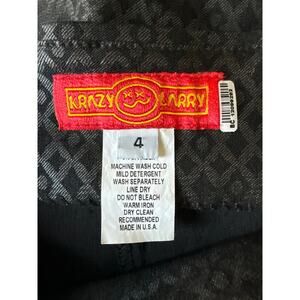 KRAZY LARRY
4
MACHINE WASH COLD
MILD DETERGENT
WASH SEPARATELY
LINE DRY
DO NOT BLEACH
WARM IRON
DRY CLEAN
RECOMMENDED
MADE IN U.S.A.